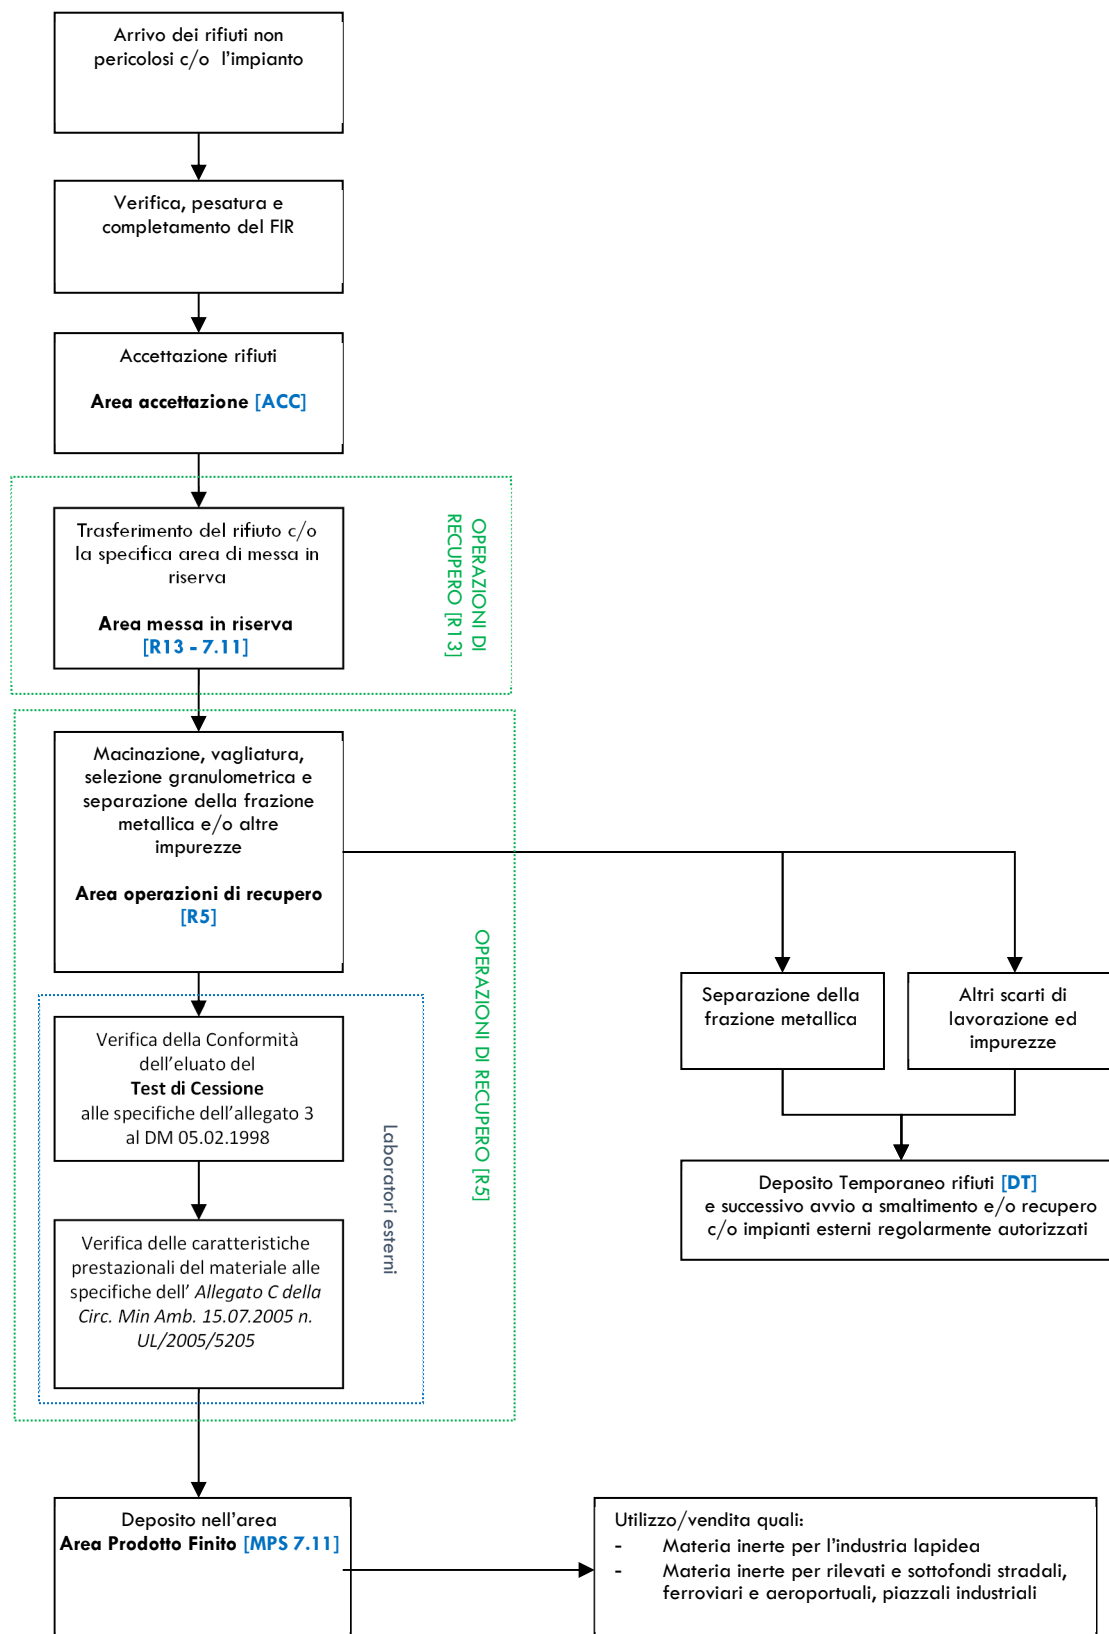 Arrivo dei rifiuti non
pericolosi c/o l'impianto
Verifica, pesatura e
completamento del FIR
Accettazione rifiuti
Area accettazione [ACC]
Trasferimento del rifiuto c/o
la specifica area di messa in
riserva
Area messa in riserva
[R13 - 7.11]
OPERAZIONI DI
RECUPERO [R13]
Macinazione, vagliatura,
selezione granulometrica e
separazione della frazione
metallica e/o altre
impurezze
Area operazioni di recupero
[R5]
OPERAZIONI DI RECUPERO [R5]
Separazione della
frazione metallica
Altri scarti di
lavorazione ed
impurezze
Verifica della Conformità
dell'eluato del
Test di Cessione
alle specifiche dell'allegato 3
al DM 05.02.1998
Laboratori esterni
Deposito Temporaneo rifiuti [DT]
e successivo avvio a smaltimento e/o recupero
c/o impianti esterni regolarmente autorizzati
Verifica delle caratteristiche
prestazionali del materiale alle
specifiche dell' Allegato C della
Circ. Min Amb. 15.07.2005 n.
UL/2005/5205
Deposito nell'area
Area Prodotto Finito [MPS 7.11]
Utilizzo/vendita quali:
- Materia inerte per l'industria lapidea
- Materia inerte per rilevati e sottofondi stradali,
ferroviari e aeroportuali, piazzali industriali